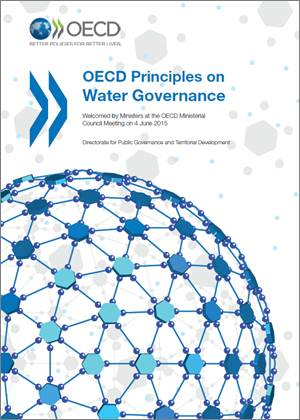 OECD
BETTER POLICIES FOR BETTER LIVES
OECD Principles on
Water Governance
Welcomed by Ministers at the OECD Ministerial
Council Meeting on 4 June 2015
Directorate for Public Governance and Territorial Development